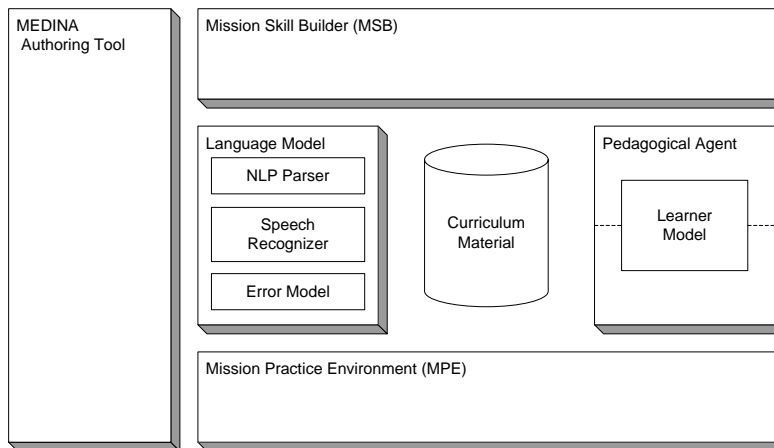 MEDINA
Authoring Tool
Mission Skill Builder (MSB)
Language Model
NLP Parser
Speech
Recognizer
Error Model
Curriculum
Material
Pedagogical Agent
Learner
Model
Mission Practice Environment (MPE)